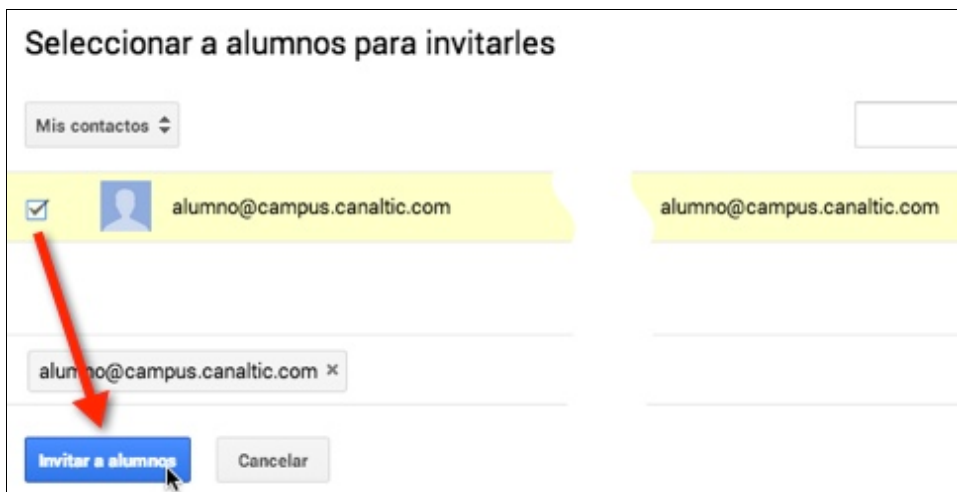 Seleccionar a alumnos para invitarles
Mis contactos
alumno@campus.canaltic.com alumno@campus.canaltic.com
alumno@campus.canaltic.com ×
Invitar a alumnos Cancelar